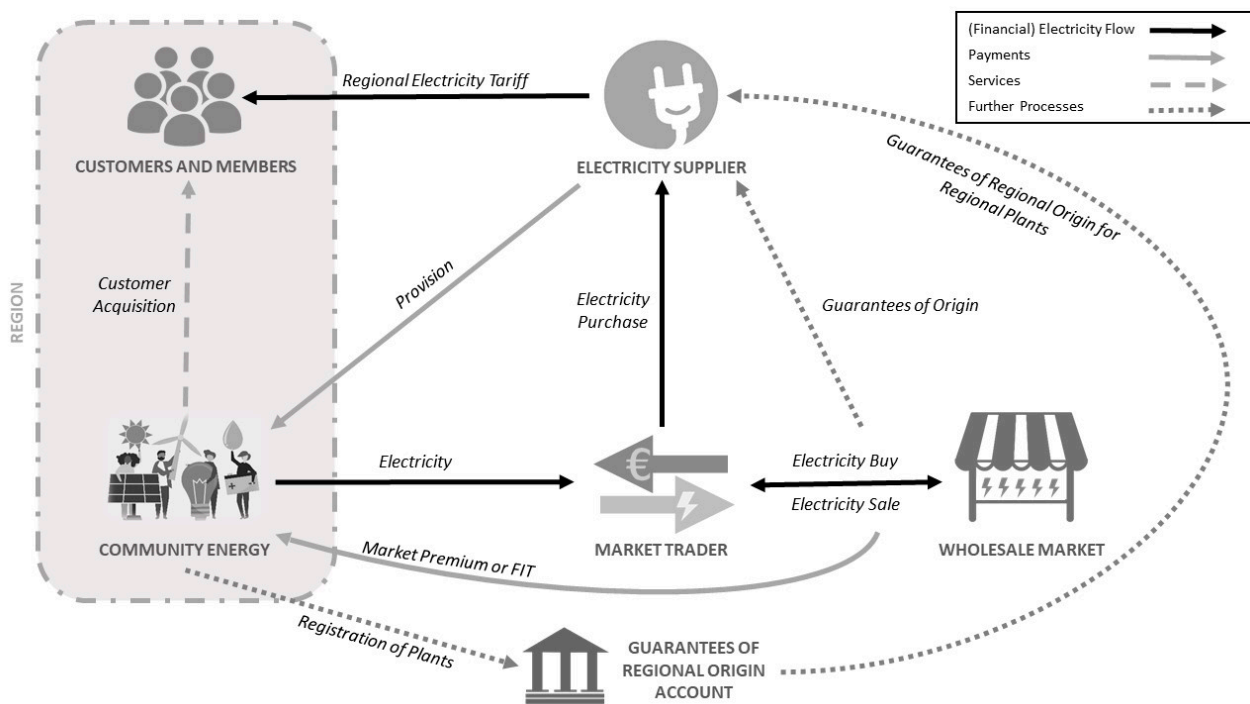 (Financial) Electricity Flow
Payments
Services
Further Processes
Regional Electricity Tariff
CUSTOMERS AND MEMBERS
ELECTRICITY SUPPLIER
Guarantees of Regional Origin for
Regional Plants
REGION
Customer
Acquisition
Provision
Electricity
Purchase
Guarantees of Origin
Electricity
€
Electricity Buy
Electricity Sale
COMMUNITY ENERGY
Market Premium or FIT
MARKET TRADER
WHOLESALE MARKET
Registration of Plants
GUARANTEES OF
REGIONAL ORIGIN
ACCOUNT